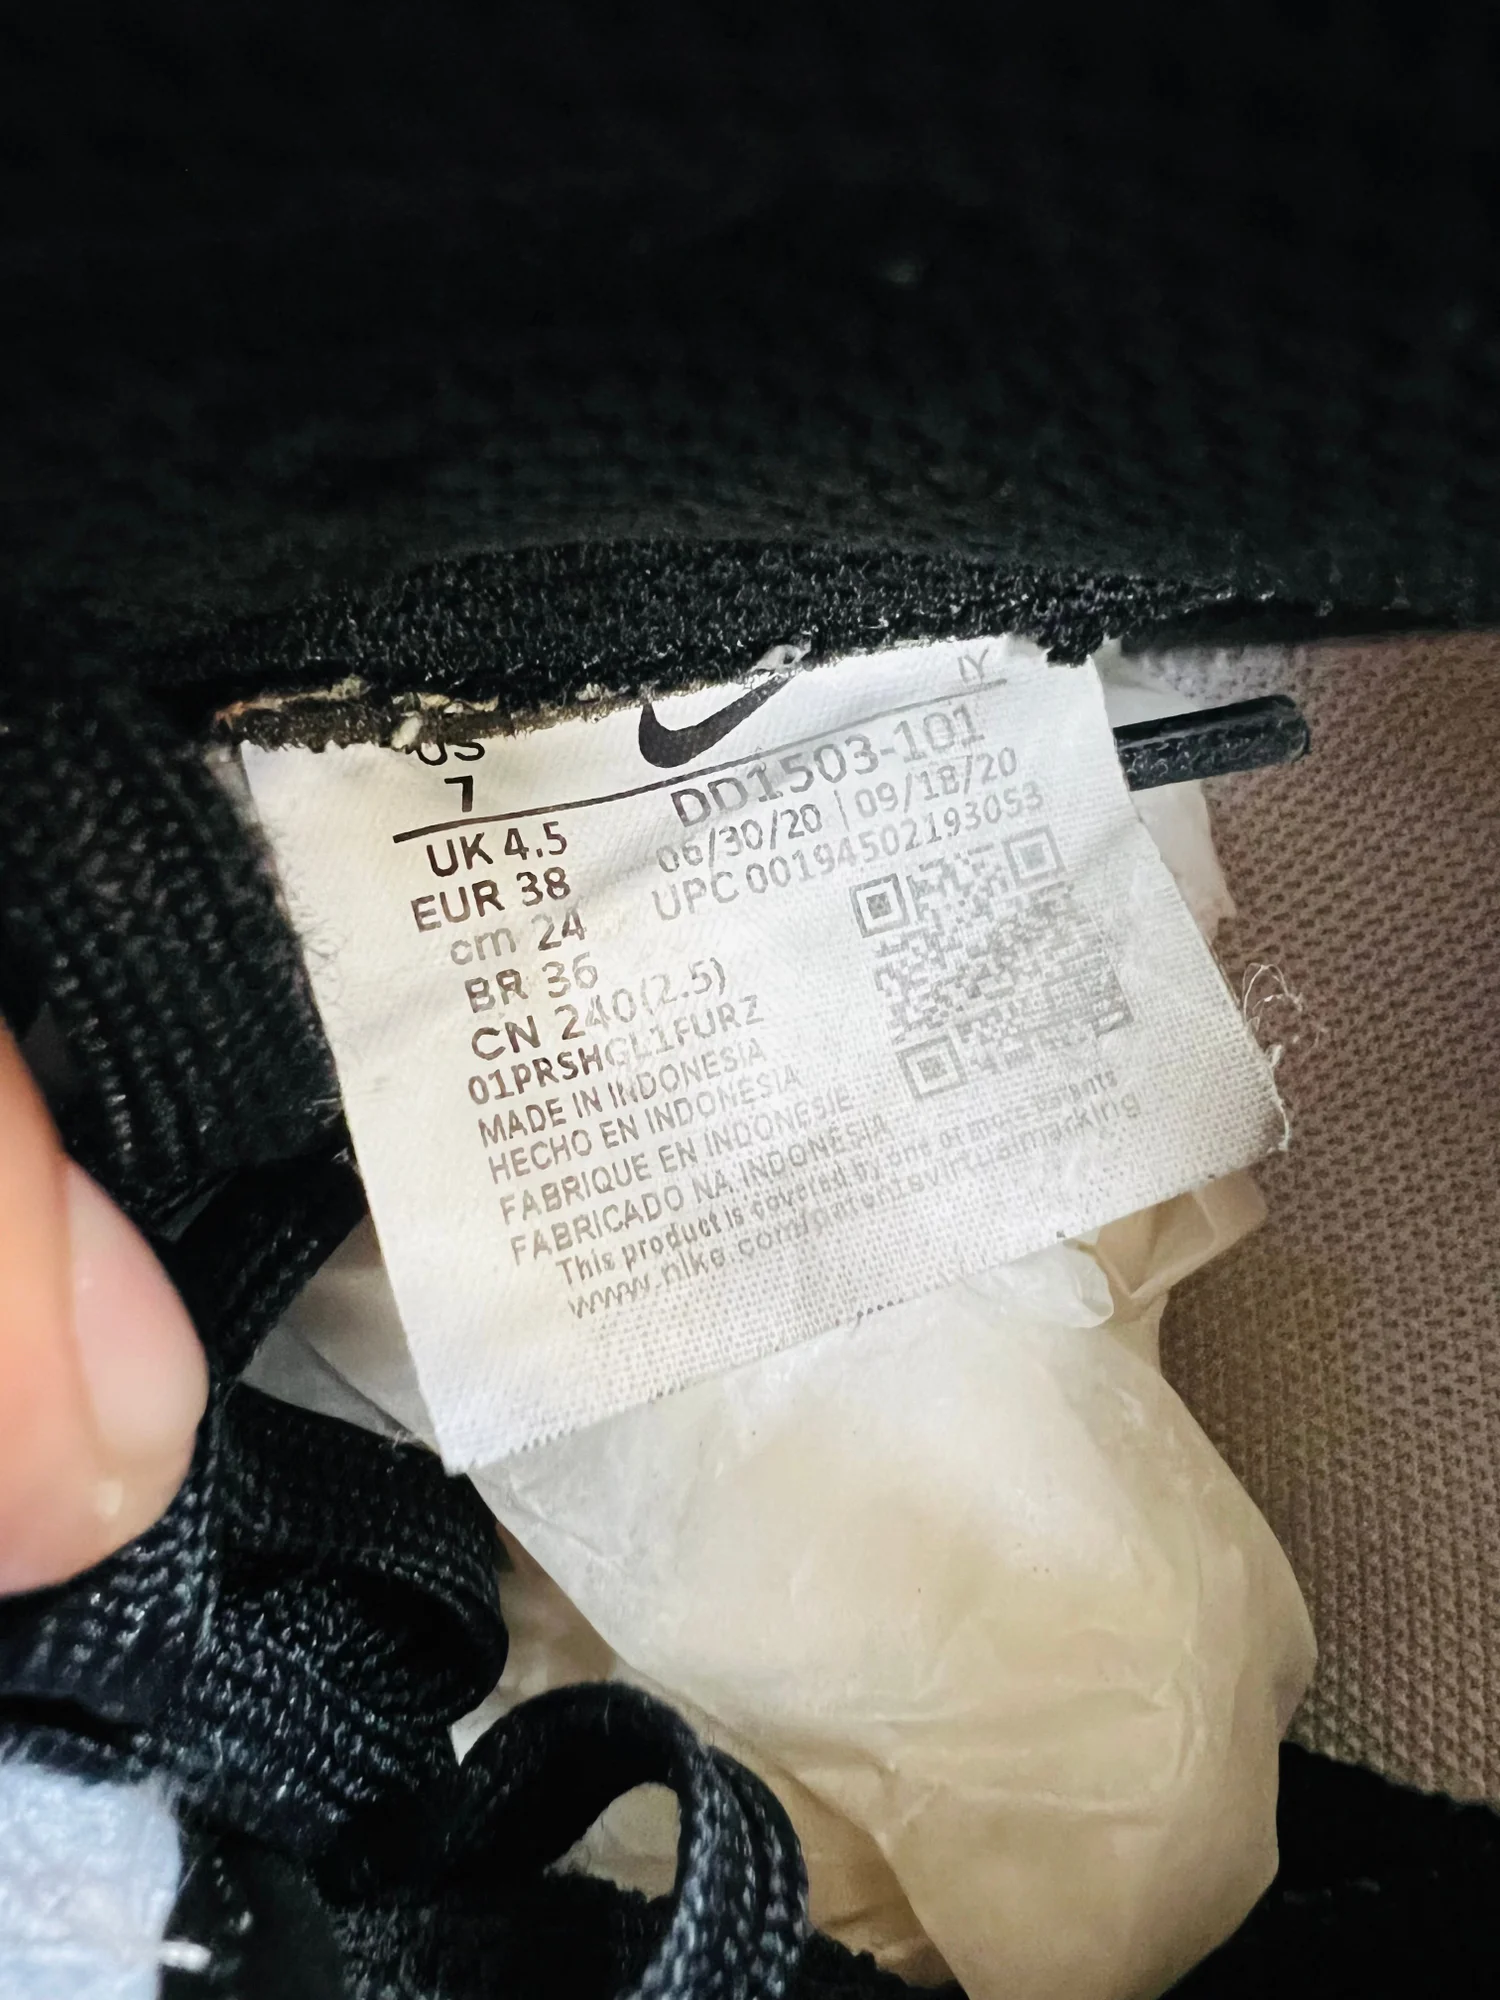 US
7
IY
DD1503-101
06/30/20 | 09/18/20
UPC 00194502193053
UK 4.5
EUR 38
cm 24
BR 36
CN 240(2.5)
01PRSHGL1FURZ
MADE IN INDONESIA
HECHO EN INDONESIA
FABRIQUE EN INDONESIE
FABRICADO NA INDONESIA
This product is covered by one or more patents
www.nike.com/patentsvirtualmarking